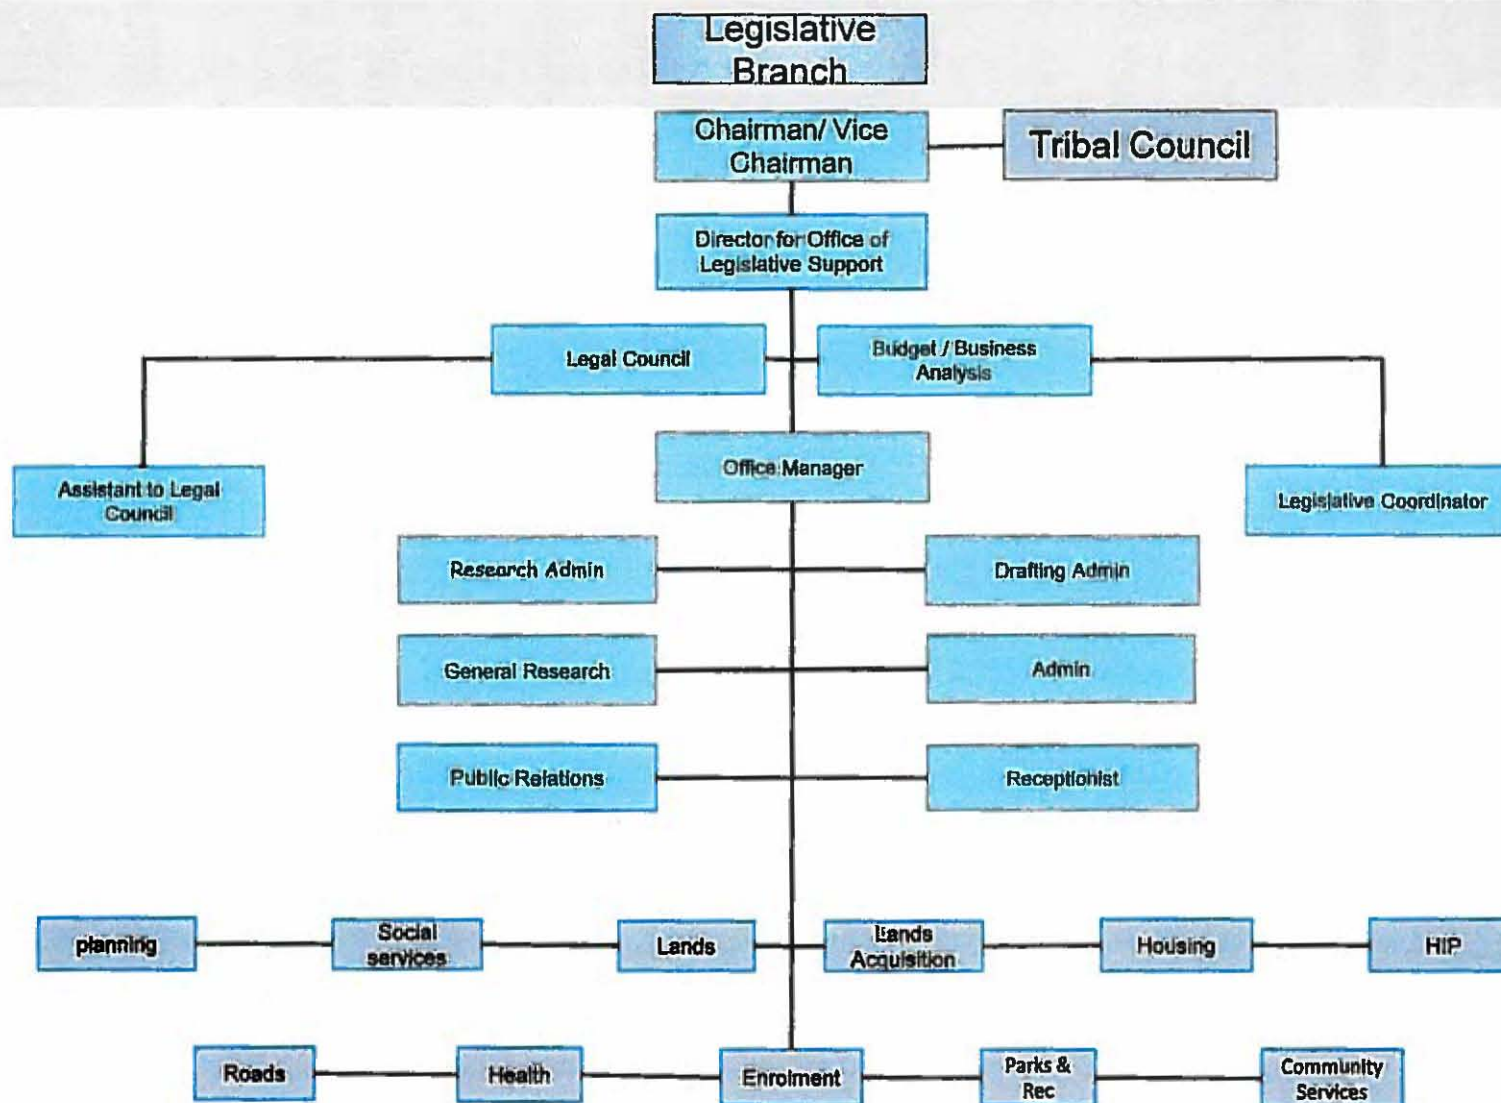 Legislative
Branch
Chairman/ Vice
Chairman
Tribal Council
Director for Office of
Legislative Support
Legal Council
Budget / Business
Analysis
Office Manager
Assistant to Legal
Council
Legislative Coordinator
Research Admin
Drafting Admin
General Research
Admin
Public Relations
Receptionist
planning
Social
services
Lands
Lands
Acquisition
Housing
HIP
Roads
Health
Enrolment
Parks &
Rec
Community
Services